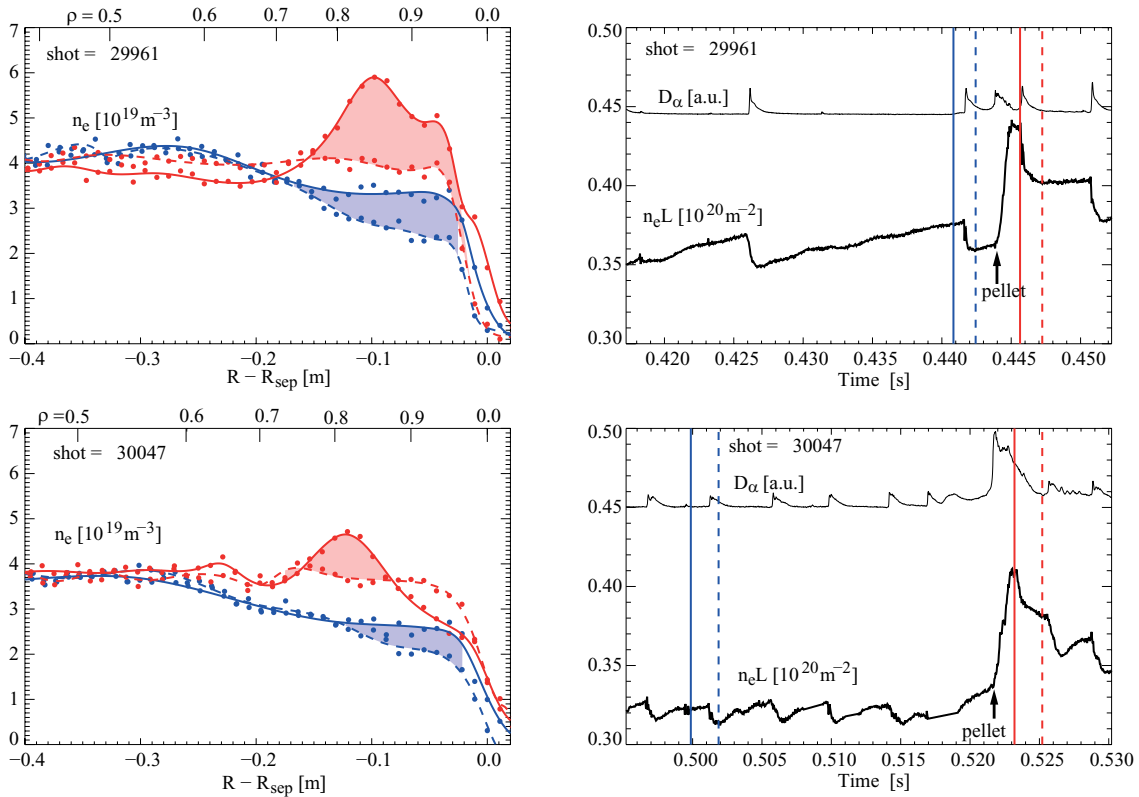 ρ = 0.5 0.6 0.7 0.8 0.9 0.0
7
shot = 29961
6
n_e [10^19 m^−3]
5
4
3
2
1
0
−0.4 −0.3 −0.2 −0.1 0.0
R − R_sep [m]
0.50
shot = 29961
D_α [a.u.]
0.45
0.40
n_eL [10^20 m^−2]
0.35
pellet
0.30
0.420 0.425 0.430 0.435 0.440 0.445 0.450
Time [s]
ρ =0.5 0.6 0.7 0.8 0.9 0.0
7
shot = 30047
6
5
n_e [10^19 m^−3]
4
3
2
1
0
−0.4 −0.3 −0.2 −0.1 0.0
R − R_sep [m]
0.50
shot = 30047
D_α [a.u.]
0.45
0.40
0.35
n_eL [10^20 m^−2]
pellet
0.30
0.500 0.505 0.510 0.515 0.520 0.525 0.530
Time [s]